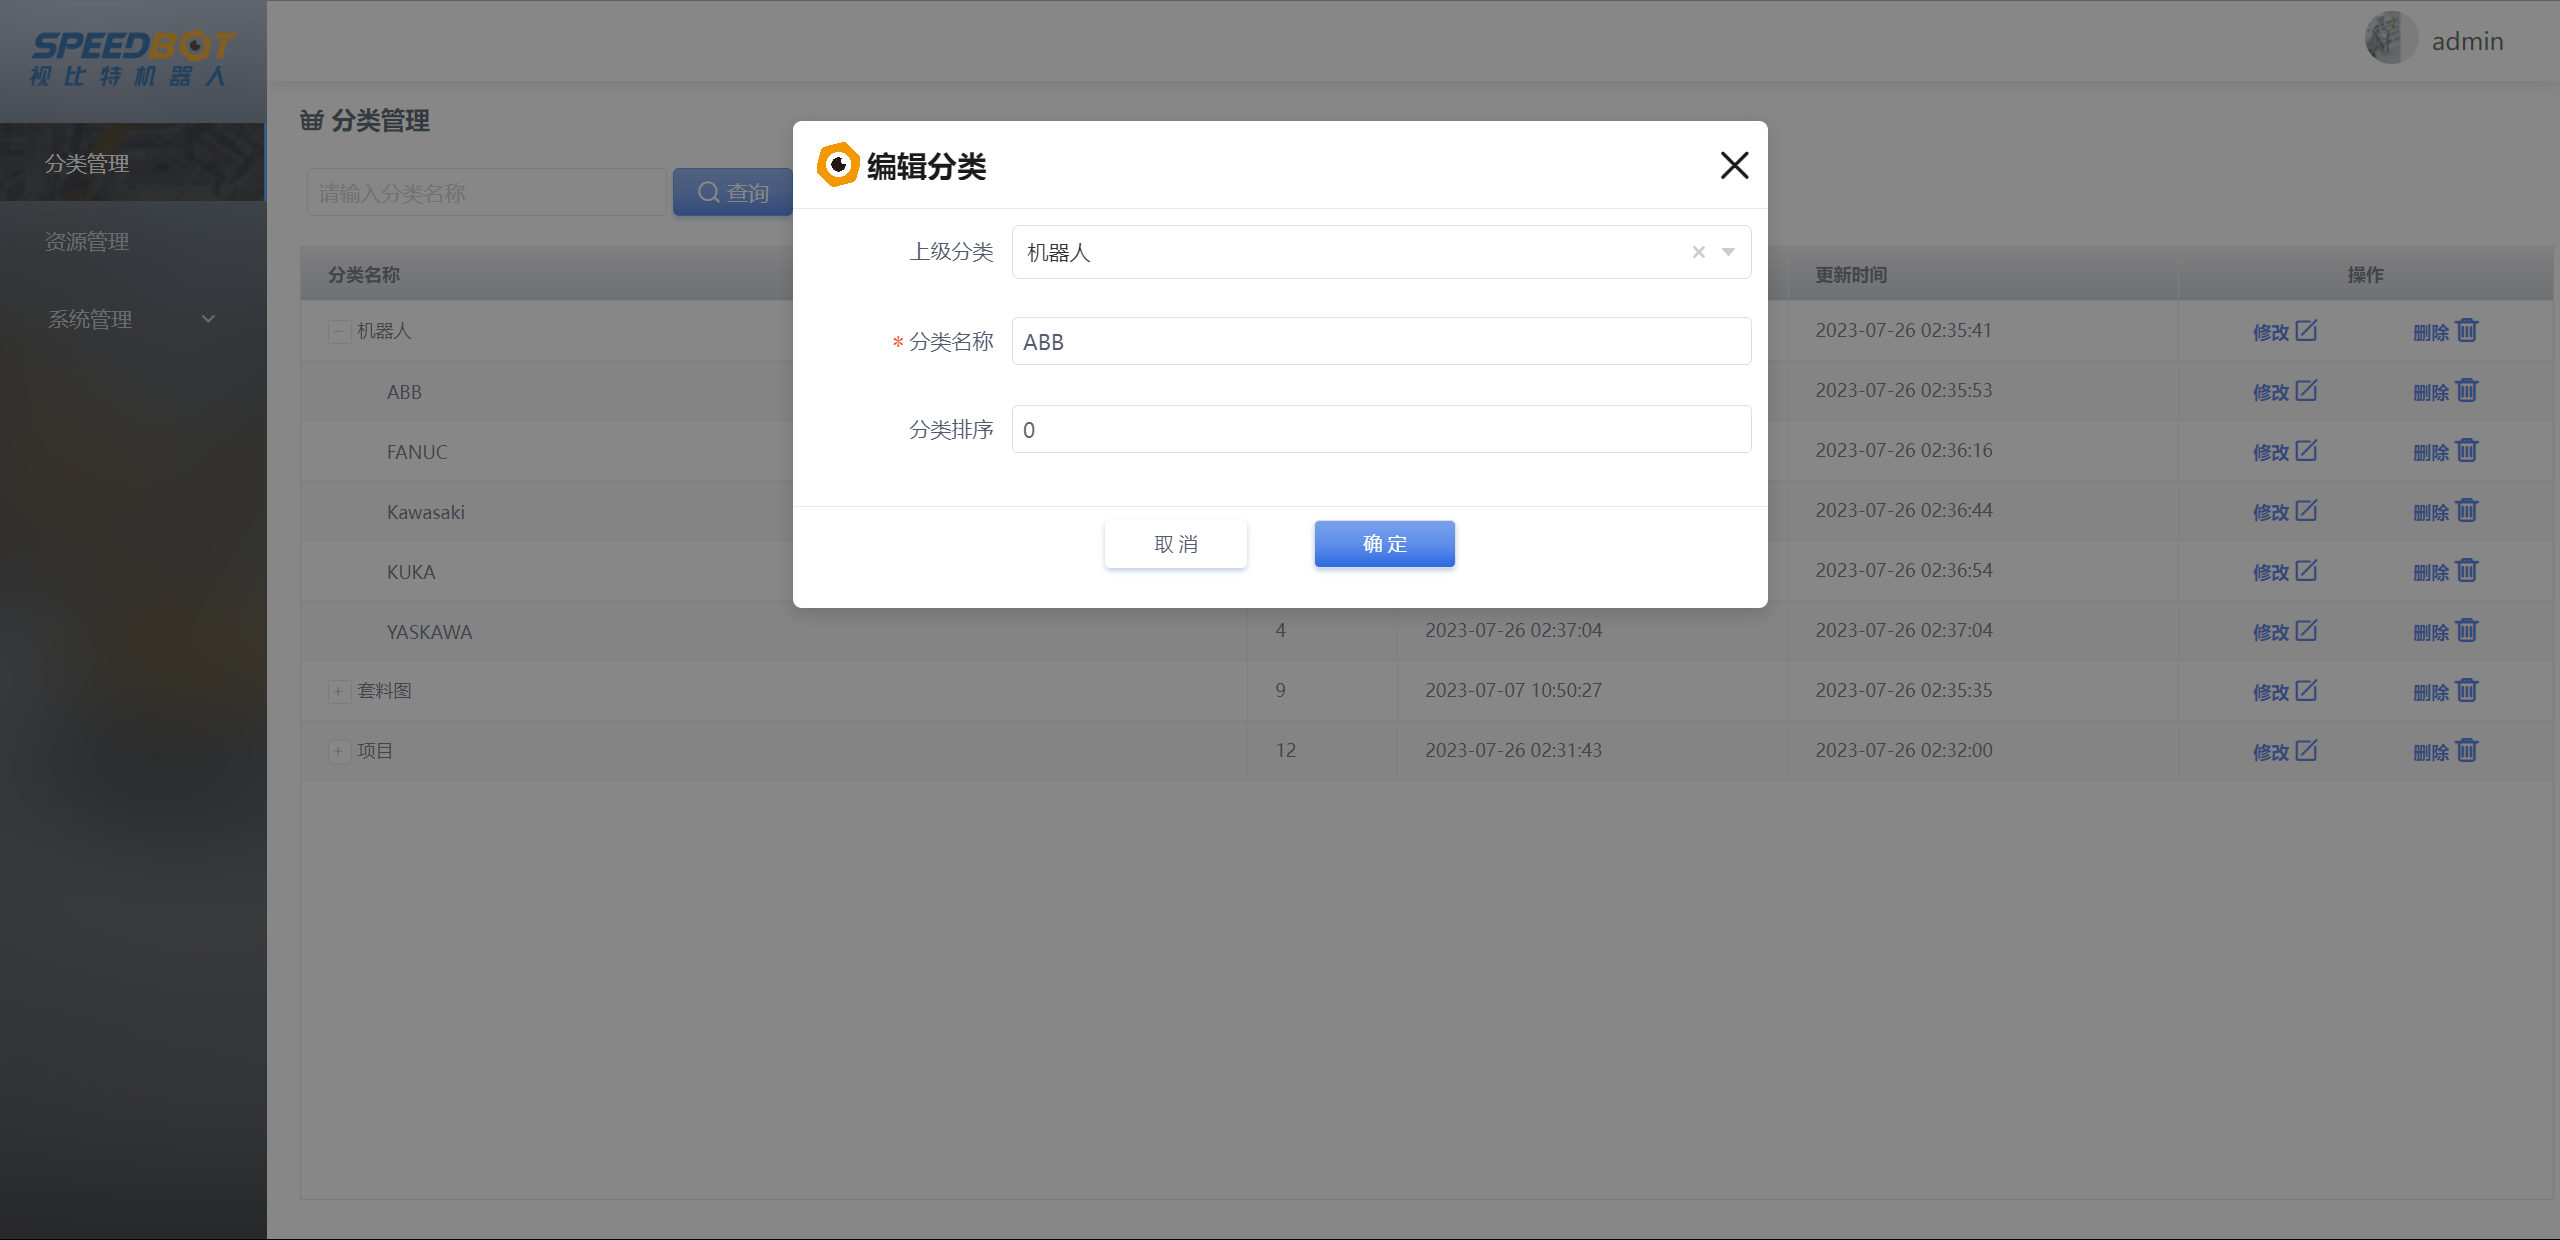 SPEEDBOT
视比特机器人
admin
分类管理
资源管理
系统管理
分类管理
请输入分类名称
查询
编辑分类
上级分类 机器人
* 分类名称 ABB
分类排序 0
取消 确定
分类名称 更新时间 操作
机器人 2023-07-26 02:35:41 修改 删除
ABB 2023-07-26 02:35:53 修改 删除
FANUC 2023-07-26 02:36:16 修改 删除
Kawasaki 2023-07-26 02:36:44 修改 删除
KUKA 2023-07-26 02:36:54 修改 删除
YASKAWA 4 2023-07-26 02:37:04 2023-07-26 02:37:04 修改 删除
套料图 9 2023-07-07 10:50:27 2023-07-26 02:35:35 修改 删除
项目 12 2023-07-26 02:31:43 2023-07-26 02:32:00 修改 删除